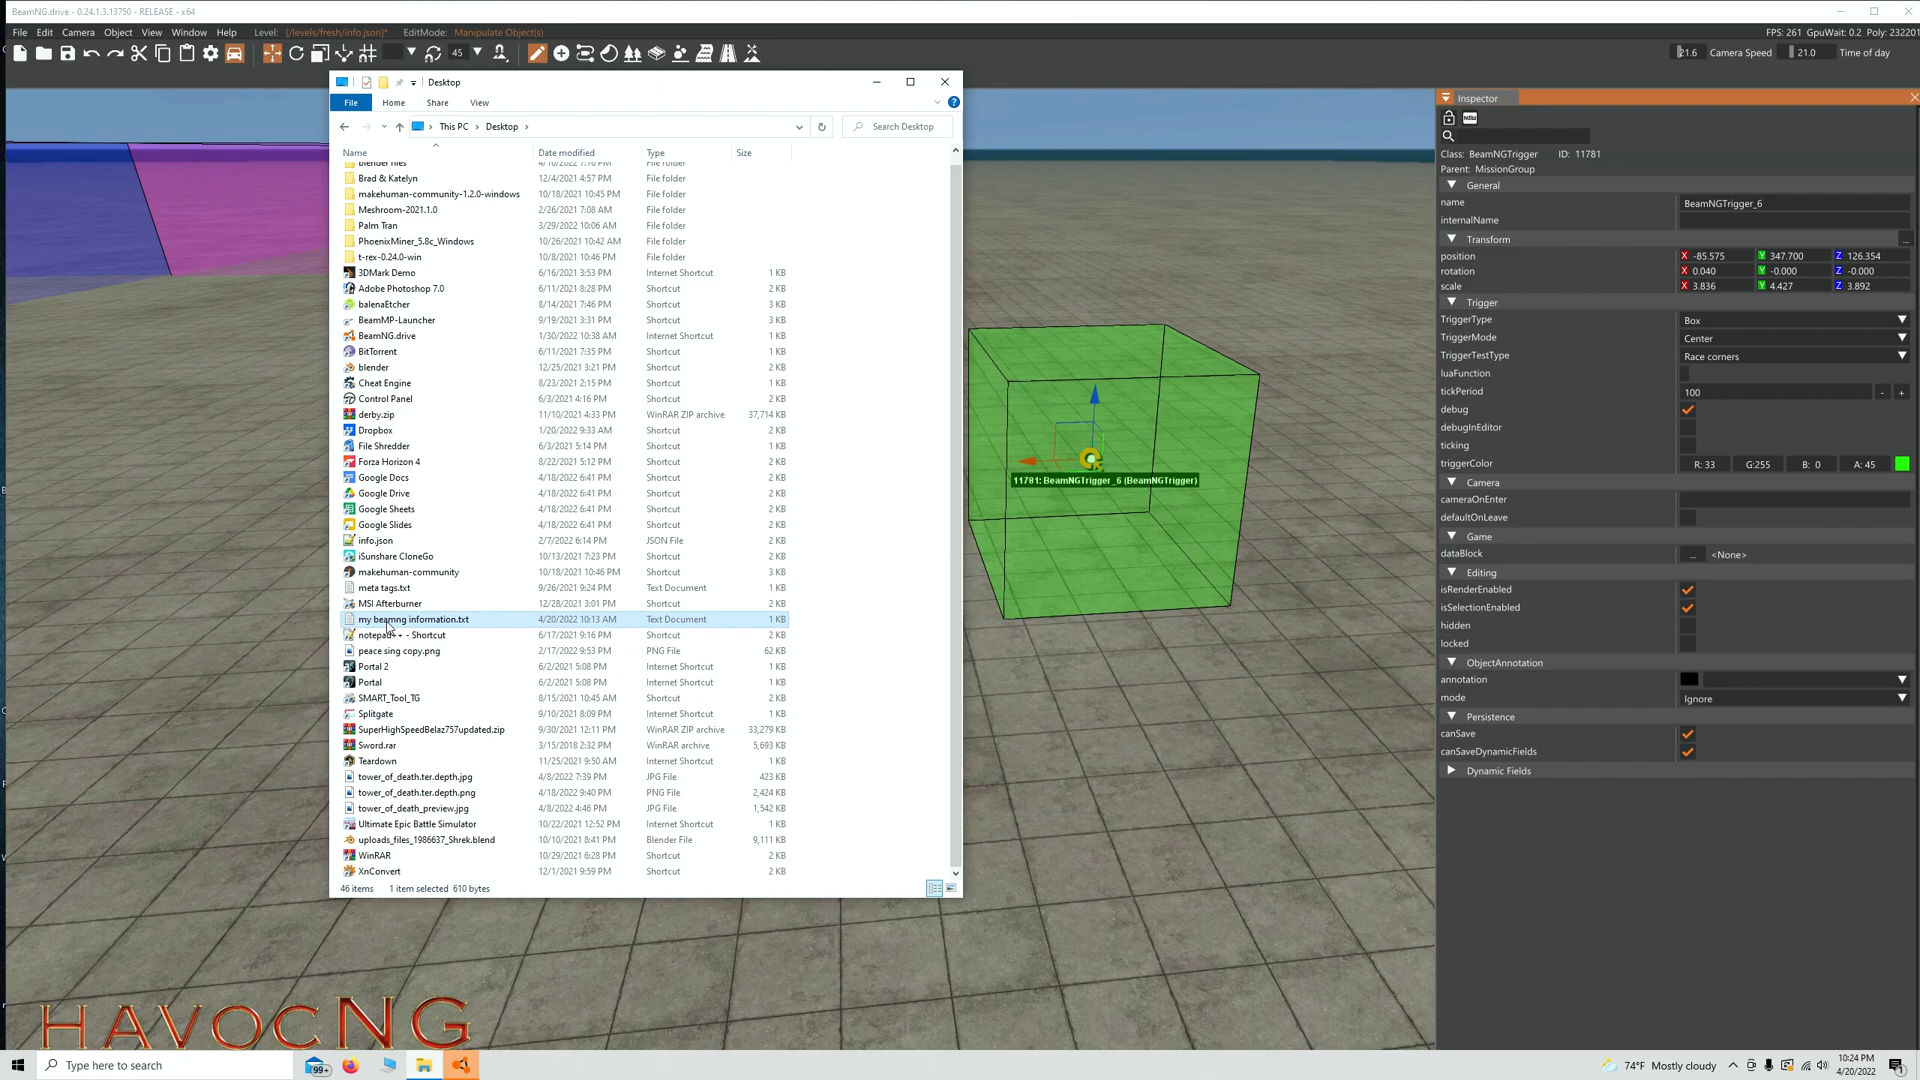 BeamNG.drive - 0.24.1.3.13750 - RELEASE - x64
File Edit Camera Object View Window Help Level: [/levels/fresh/info.json]* EditMode: Manipulate Object(s)
FPS: 261 GpuWait: 0.2 Poly: 232201
45
21.6 Camera Speed 21.0 Time of day
Desktop
File Home Share View
This PC Desktop
Search Desktop
Name Date modified Type Size
blender files 4/16/2022 7:10 PM File folder
Brad & Katelyn 12/4/2021 4:57 PM File folder
makehuman-community-1.2.0-windows 10/18/2021 10:45 PM File folder
Meshroom-2021.1.0 2/26/2021 7:08 AM File folder
Palm Tran 3/29/2022 10:06 AM File folder
PhoenixMiner_5.8c_Windows 10/26/2021 10:42 AM File folder
t-rex-0.24.0-win 10/8/2021 10:46 PM File folder
3DMark Demo 6/16/2021 3:53 PM Internet Shortcut 1 KB
Adobe Photoshop 7.0 6/11/2021 8:28 PM Shortcut 2 KB
balenaEtcher 8/14/2021 7:46 PM Shortcut 3 KB
BeamMP-Launcher 9/19/2021 3:31 PM Shortcut 3 KB
BeamNG.drive 1/30/2022 10:38 AM Internet Shortcut 1 KB
BitTorrent 6/11/2021 7:35 PM Shortcut 1 KB
blender 12/25/2021 3:21 PM Shortcut 2 KB
Cheat Engine 8/23/2021 2:15 PM Shortcut 1 KB
Control Panel 6/3/2021 4:16 PM Shortcut 1 KB
derby.zip 11/10/2021 4:33 PM WinRAR ZIP archive 37,714 KB
Dropbox 1/20/2022 9:33 AM Shortcut 2 KB
File Shredder 6/3/2021 5:14 PM Shortcut 1 KB
Forza Horizon 4 8/22/2021 5:12 PM Shortcut 2 KB
Google Docs 4/18/2022 6:41 PM Shortcut 2 KB
Google Drive 4/18/2022 6:41 PM Shortcut 2 KB
Google Sheets 4/18/2022 6:41 PM Shortcut 2 KB
Google Slides 4/18/2022 6:41 PM Shortcut 2 KB
info.json 2/7/2022 6:14 PM JSON File 2 KB
iSunshare CloneGo 10/13/2021 7:23 PM Shortcut 2 KB
makehuman-community 10/18/2021 10:46 PM Shortcut 3 KB
meta tags.txt 9/26/2021 9:24 PM Text Document 1 KB
MSI Afterburner 12/28/2021 3:01 PM Shortcut 2 KB
my beamng information.txt 4/20/2022 10:13 AM Text Document 1 KB
notepad++ - Shortcut 6/17/2021 9:16 PM Shortcut 2 KB
peace sing copy.png 2/17/2022 9:53 PM PNG File 62 KB
Portal 2 6/2/2021 5:08 PM Internet Shortcut 1 KB
Portal 6/2/2021 5:08 PM Internet Shortcut 1 KB
SMART_Tool_TG 8/15/2021 10:45 AM Shortcut 2 KB
Splitgate 9/10/2021 8:09 PM Internet Shortcut 1 KB
SuperHighSpeedBelaz757updated.zip 9/30/2021 12:11 PM WinRAR ZIP archive 33,279 KB
Sword.rar 3/15/2018 2:32 PM WinRAR archive 5,693 KB
Teardown 11/25/2021 9:50 AM Internet Shortcut 1 KB
tower_of_death.ter.depth.jpg 4/8/2022 7:39 PM JPG File 423 KB
tower_of_death.ter.depth.png 4/18/2022 9:40 PM PNG File 2,424 KB
tower_of_death_preview.jpg 4/8/2022 4:46 PM JPG File 1,542 KB
Ultimate Epic Battle Simulator 10/22/2021 12:52 PM Internet Shortcut 1 KB
uploads_files_1986637_Shrek.blend 10/10/2021 8:41 PM Blender File 9,111 KB
WinRAR 10/29/2021 6:28 PM Shortcut 2 KB
XnConvert 12/1/2021 9:59 PM Shortcut 2 KB
46 items 1 item selected 610 bytes
11781: BeamNGTrigger_6 (BeamNGTrigger)
Inspector
NEW
Class: BeamNGTrigger ID: 11781
Parent: MissionGroup
General
name BeamNGTrigger_6
internalName
Transform ...
position X -85.575 Y 347.700 Z 126.354
rotation X 0.040 Y -0.000 Z -0.000
scale X 3.836 Y 4.427 Z 3.892
Trigger
TriggerType Box
TriggerMode Center
TriggerTestType Race corners
luaFunction
tickPeriod 100 - +
debug
debugInEditor
ticking
triggerColor R: 33 G:255 B: 0 A: 45
Camera
cameraOnEnter
defaultOnLeave
Game
dataBlock ... <None>
Editing
isRenderEnabled
isSelectionEnabled
hidden
locked
ObjectAnnotation
annotation
mode Ignore
Persistence
canSave
canSaveDynamicFields
Dynamic Fields
HAVOCNG
Type here to search
99+
74°F Mostly cloudy
10:24 PM
4/20/2022
1